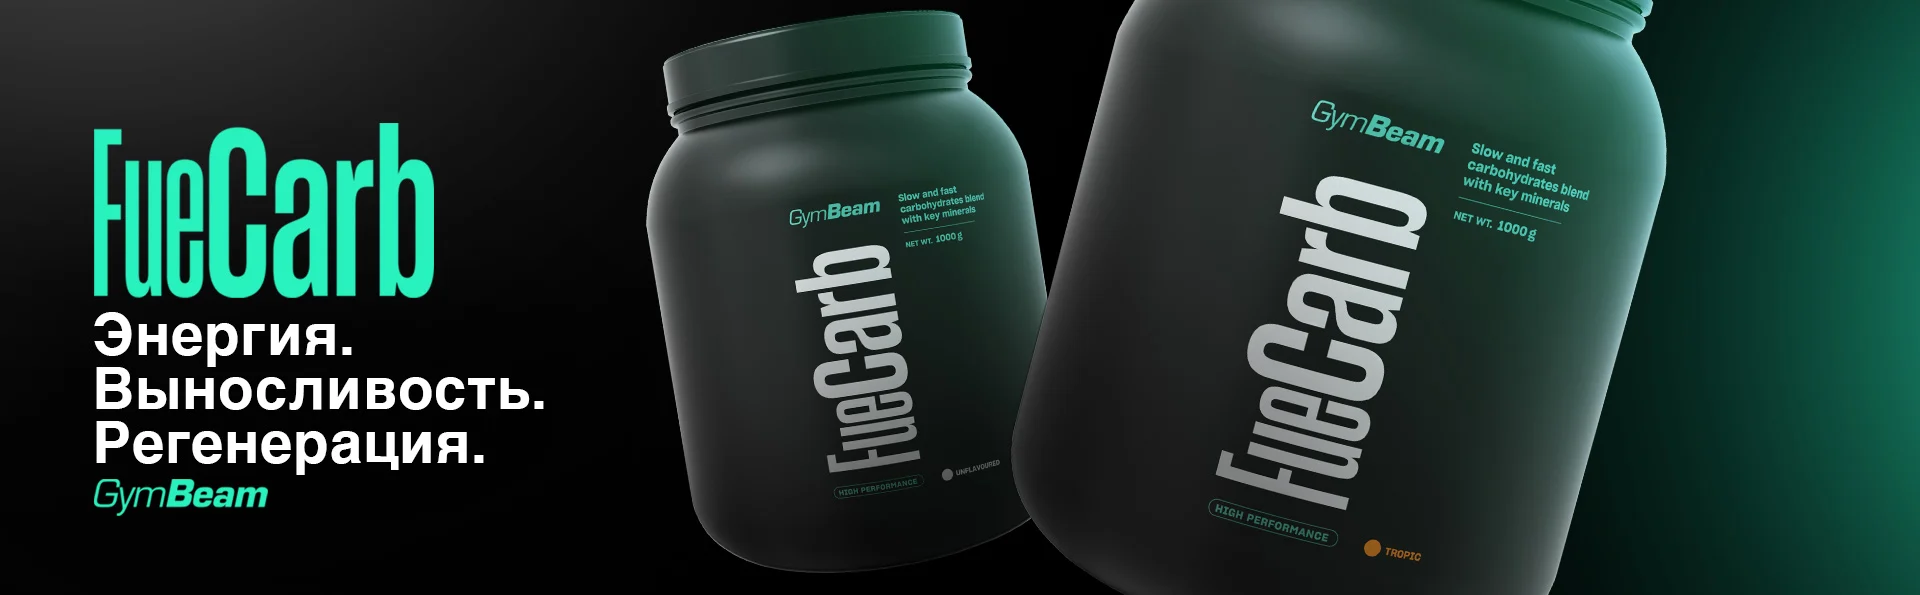 FueCarb
Энергия.
Выносливость.
Регенерация.
GymBeam
GymBeam
Slow and fast
carbohydrates blend
with key minerals
NET WT. 1000 g
FueCarb
HIGH PERFORMANCE
UNFLAVOURED
GymBeam
Slow and fast
carbohydrates blend
with key minerals
NET WT. 1000 g
FueCarb
HIGH PERFORMANCE
TROPIC